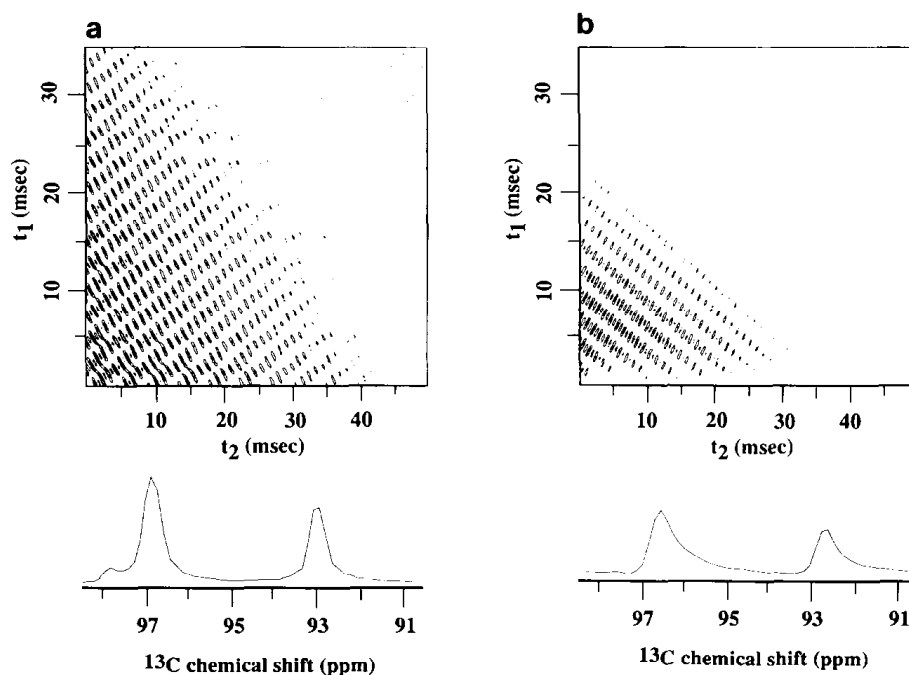 a
30
20
10
t1 (msec)
10 20 30 40
t2 (msec)
97 95 93 91
13C chemical shift (ppm)
b
30
20
10
t1 (msec)
10 20 30 40
t2 (msec)
97 95 93 91
13C chemical shift (ppm)